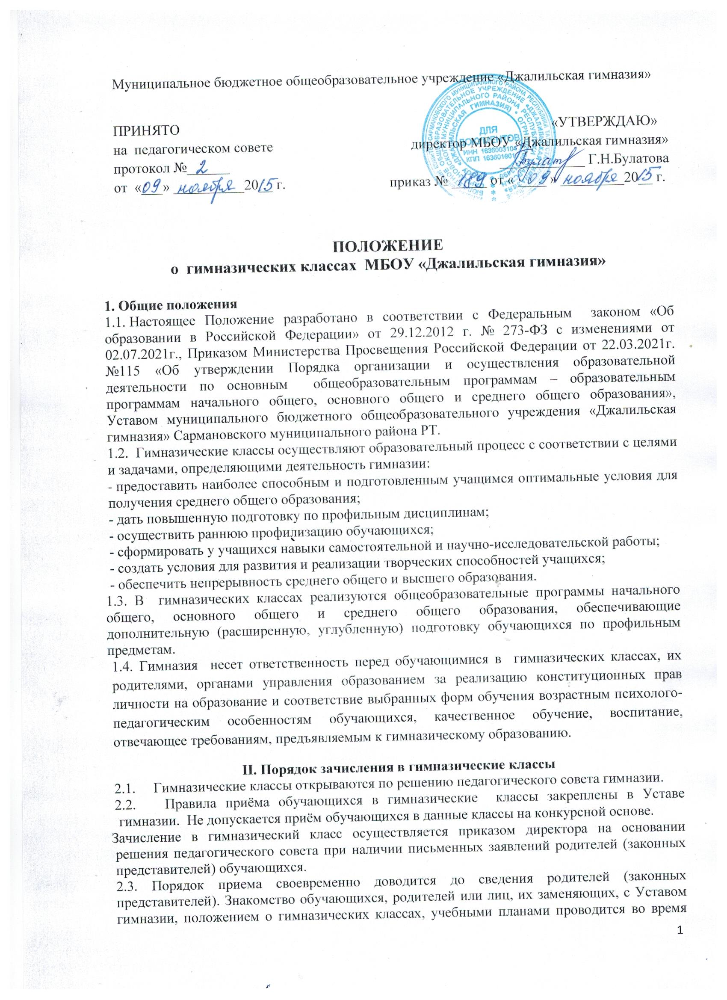 Муниципальное бюджетное общеобразовательное учреждение «Джалильская гимназия»
ПРИНЯТО
на педагогическом совете
протокол № 2
от «09» ноября 2015 г.
«УТВЕРЖДАЮ»
директор МБОУ «Джалильская гимназия»
Г.Н.Булатова
приказ № 189 от «09» ноября 2015 г.
ДЛЯ
ДОКУМЕНТОВ
ИНН 1636003104
КПП 163601001
ПОЛОЖЕНИЕ
о гимназических классах МБОУ «Джалильская гимназия»
1. Общие положения
1.1. Настоящее Положение разработано в соответствии с Федеральным законом «Об
образовании в Российской Федерации» от 29.12.2012 г. № 273-ФЗ с изменениями от
02.07.2021г., Приказом Министерства Просвещения Российской Федерации от 22.03.2021г.
№115 «Об утверждении Порядка организации и осуществления образовательной
деятельности по основным общеобразовательным программам – образовательным
программам начального общего, основного общего и среднего общего образования»,
Уставом муниципального бюджетного общеобразовательного учреждения «Джалильская
гимназия» Сармановского муниципального района РТ.
1.2. Гимназические классы осуществляют образовательный процесс с соответствии с целями
и задачами, определяющими деятельность гимназии:
- предоставить наиболее способным и подготовленным учащимся оптимальные условия для
получения среднего общего образования;
- дать повышенную подготовку по профильным дисциплинам;
- осуществить раннюю профилизацию обучающихся;
- сформировать у учащихся навыки самостоятельной и научно-исследовательской работы;
- создать условия для развития и реализации творческих способностей учащихся;
- обеспечить непрерывность среднего общего и высшего образования.
1.3. В гимназических классах реализуются общеобразовательные программы начального
общего, основного общего и среднего общего образования, обеспечивающие
дополнительную (расширенную, углубленную) подготовку обучающихся по профильным
предметам.
1.4. Гимназия несет ответственность перед обучающимися в гимназических классах, их
родителями, органами управления образованием за реализацию конституционных прав
личности на образование и соответствие выбранных форм обучения возрастным психолого-
педагогическим особенностям обучающихся, качественное обучение, воспитание,
отвечающее требованиям, предъявляемым к гимназическому образованию.
II. Порядок зачисления в гимназические классы
2.1. Гимназические классы открываются по решению педагогического совета гимназии.
2.2. Правила приёма обучающихся в гимназические классы закреплены в Уставе
гимназии. Не допускается приём обучающихся в данные классы на конкурсной основе.
Зачисление в гимназический класс осуществляется приказом директора на основании
решения педагогического совета при наличии письменных заявлений родителей (законных
представителей) обучающихся.
2.3. Порядок приема своевременно доводится до сведения родителей (законных
представителей). Знакомство обучающихся, родителей или лиц, их заменяющих, с Уставом
гимназии, положением о гимназических классах, учебными планами проводится во время
1